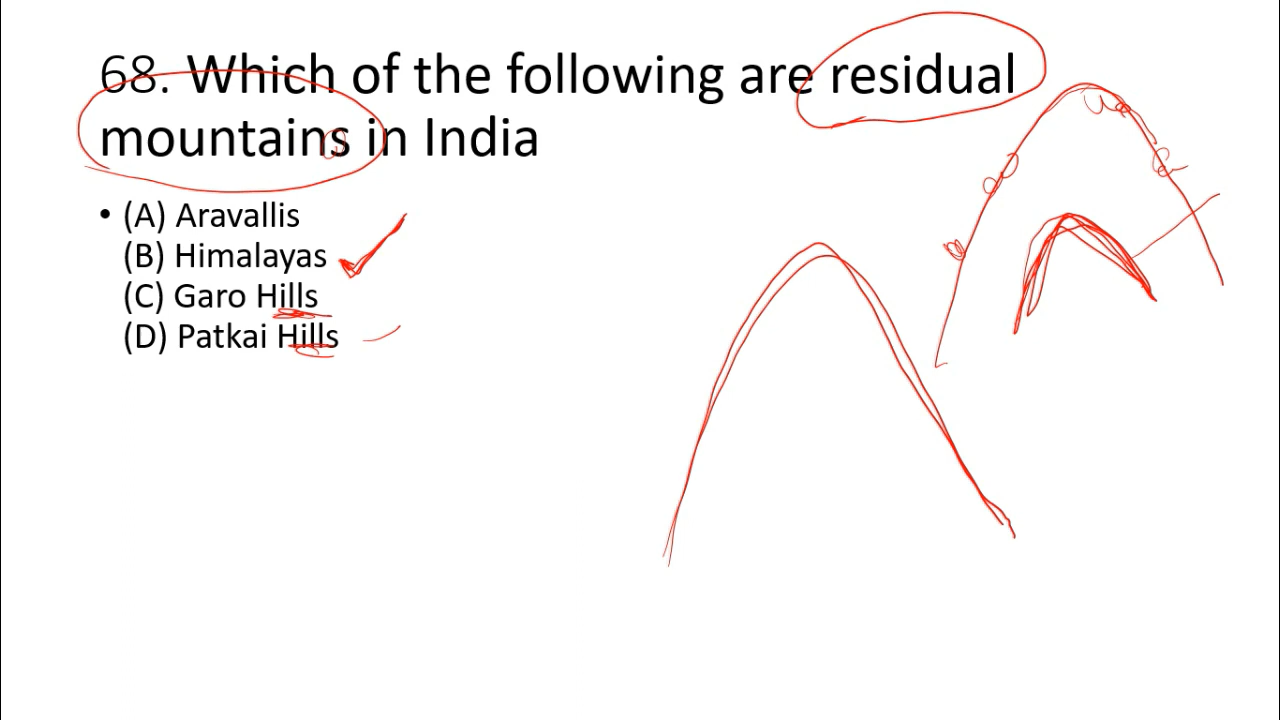 68. Which of the following are residual
mountains in India
• (A) Aravallis
(B) Himalayas
(C) Garo Hills
(D) Patkai Hills